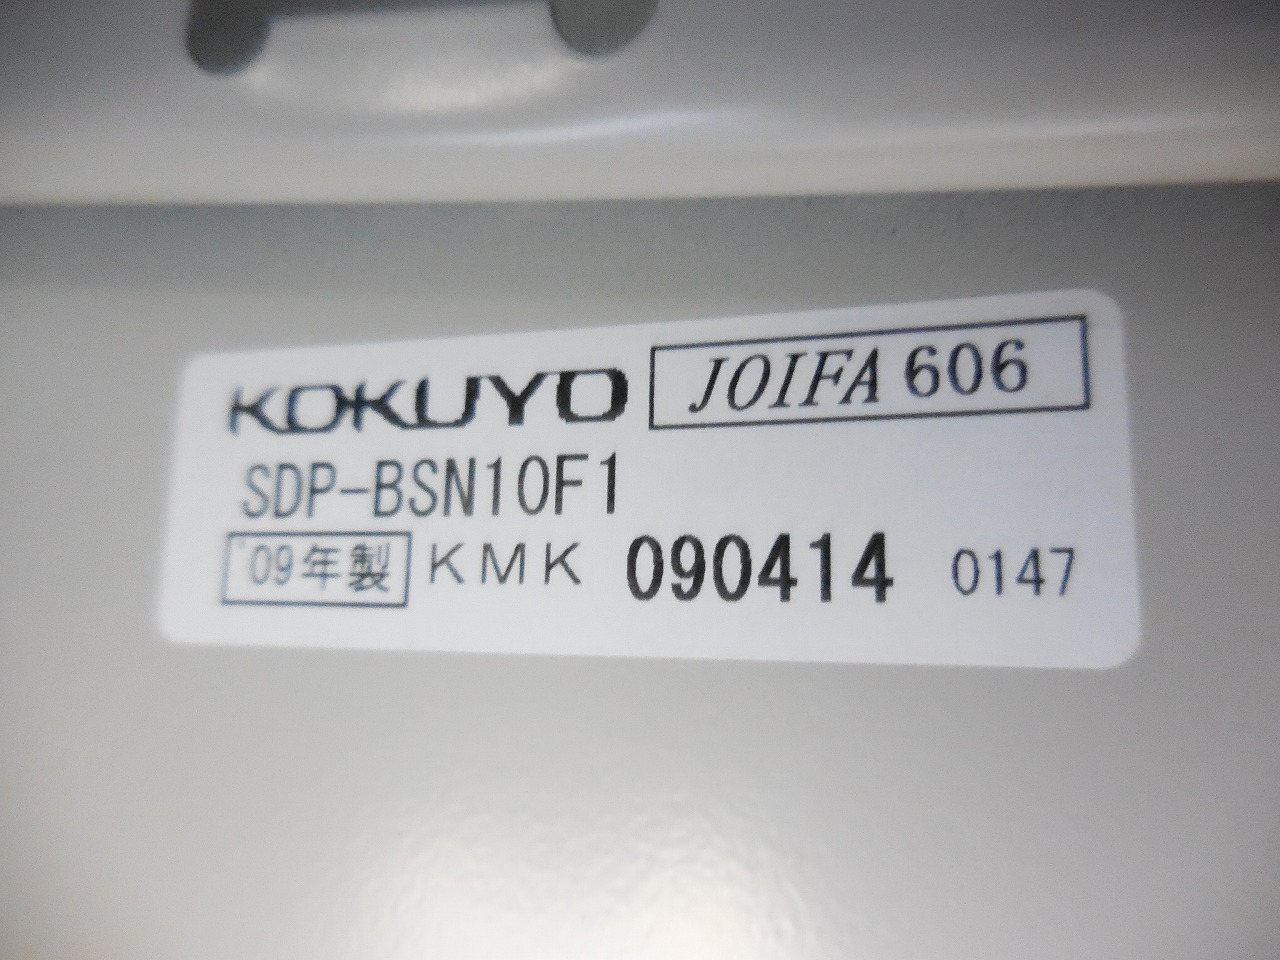 KOKUYO JOIFA 606
SDP-BSN10F1
'09年製 KMK 090414 0147